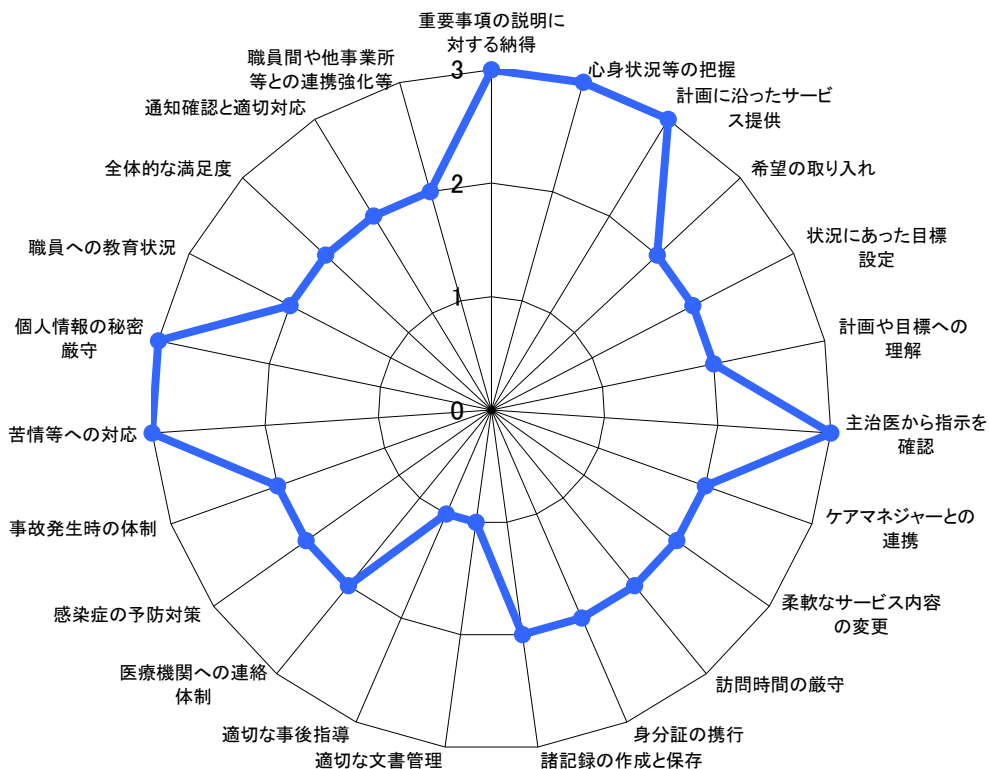 重要事項の説明に
対する納得
心身状況等の把握
計画に沿ったサービ
ス提供
希望の取り入れ
状況にあった目標
設定
計画や目標への
理解
主治医から指示を
確認
ケアマネジャーとの
連携
柔軟なサービス内容
の変更
訪問時間の厳守
身分証の携行
諸記録の作成と保存
適切な文書管理
適切な事後指導
医療機関への連絡
体制
感染症の予防対策
事故発生時の体制
苦情等への対応
個人情報の秘密
厳守
職員への教育状況
全体的な満足度
通知確認と適切対応
職員間や他事業所
等との連携強化等
3
2
1
0